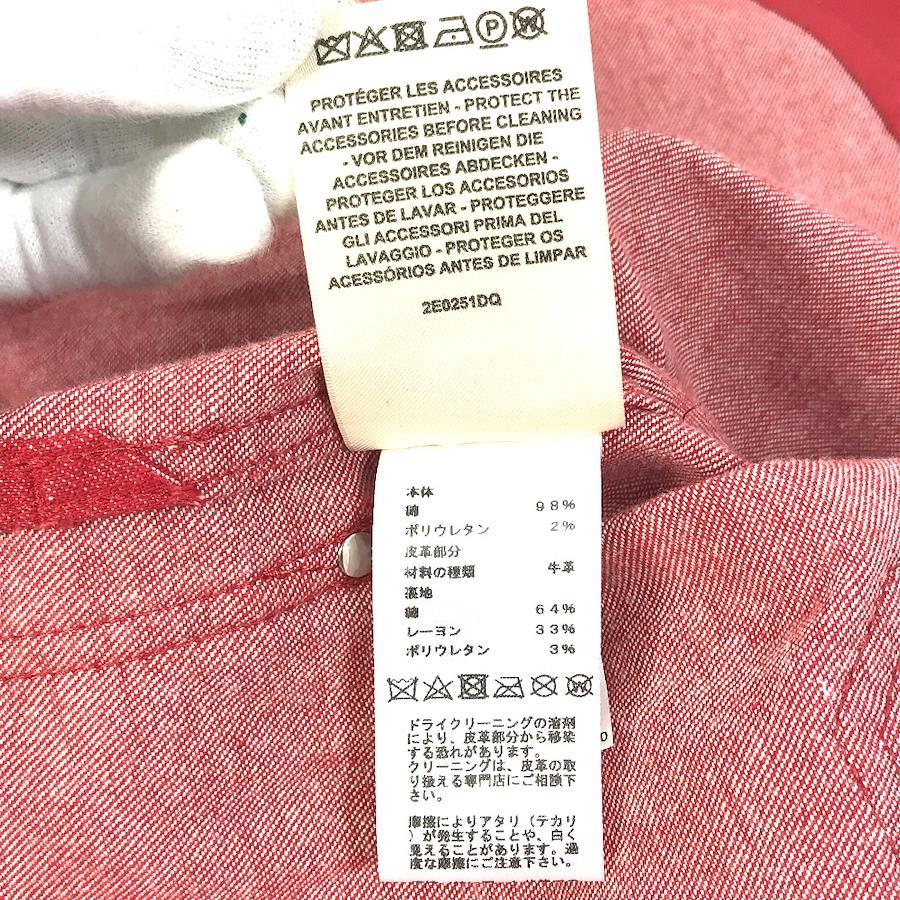 PROTÉGER LES ACCESSOIRES
AVANT ENTRETIEN - PROTECT THE
ACCESSORIES BEFORE CLEANING
- VOR DEM REINIGEN DIE
ACCESSOIRES ABDECKEN -
PROTEGER LOS ACCESORIOS
ANTES DE LAVAR - PROTEGGERE
GLI ACCESSORI PRIMA DEL
LAVAGGIO - PROTEGER OS
ACESSÓRIOS ANTES DE LIMPAR
2E0251DQ
本体
綿 98%
ポリウレタン 2%
皮革部分
材料の種類 牛革
裏地
綿 64%
レーヨン 33%
ポリウレタン 3%
ドライクリーニングの溶剤
により、皮革部分から移染
する恐れがあります。
クリーニングは、皮革の取
り扱える専門店にご相談下
さい。
摩擦によりアタリ（テカリ
）が発生することや、白く
見えることがあります。過
度な摩擦にご注意下さい。